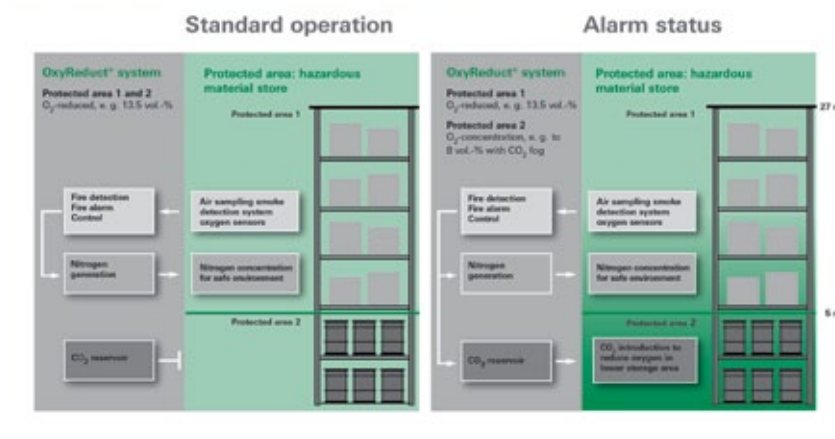 Standard operation
OxyReduct® system
Protected area 1 and 2
O₂-reduced, e. g. 13.5 vol.-%
Protected area: hazardous
material store
Protected area 1
Fire detection
Fire alarm
Control
Air sampling smoke
detection system
oxygen sensors
Nitrogen
generation
Nitrogen concentration
for safe environment
Protected area 2
CO₂ reservoir
Alarm status
OxyReduct® system
Protected area 1
O₂-reduced, e. g. 13.5 vol.-%
Protected area 2
O₂-concentration, e. g. to
8 vol.-% with CO₂ fog
Protected area: hazardous
material store
Protected area 1
27
Fire detection
Fire alarm
Control
Air sampling smoke
detection system
oxygen sensors
Nitrogen
generation
Nitrogen concentration
for safe environment
Protected area 2
CO₂ reservoir
CO₂ introduction to
reduce oxygen in
lower storage area